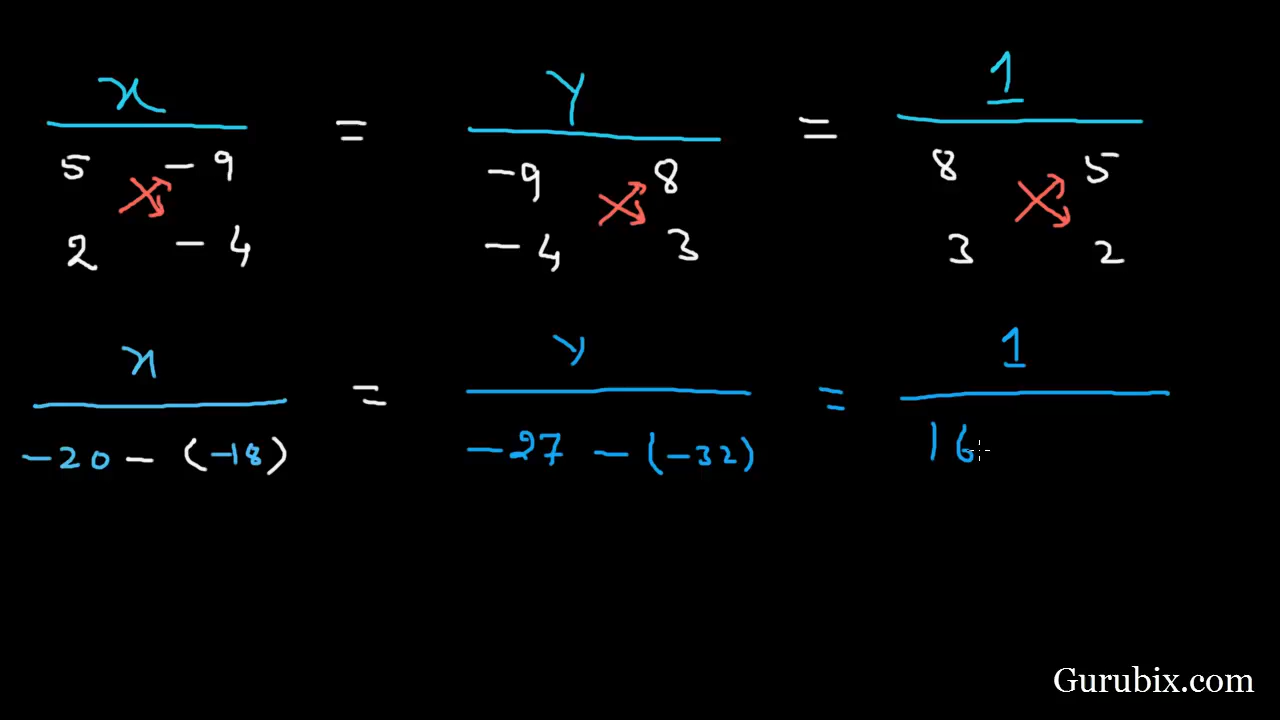 x = y = 1
5 - 9 - 9 8 8 5
2 - 4 - 4 3 3 2
x = y = 1
-20 - (-18) -27 - (-32) 16
Gurubix.com